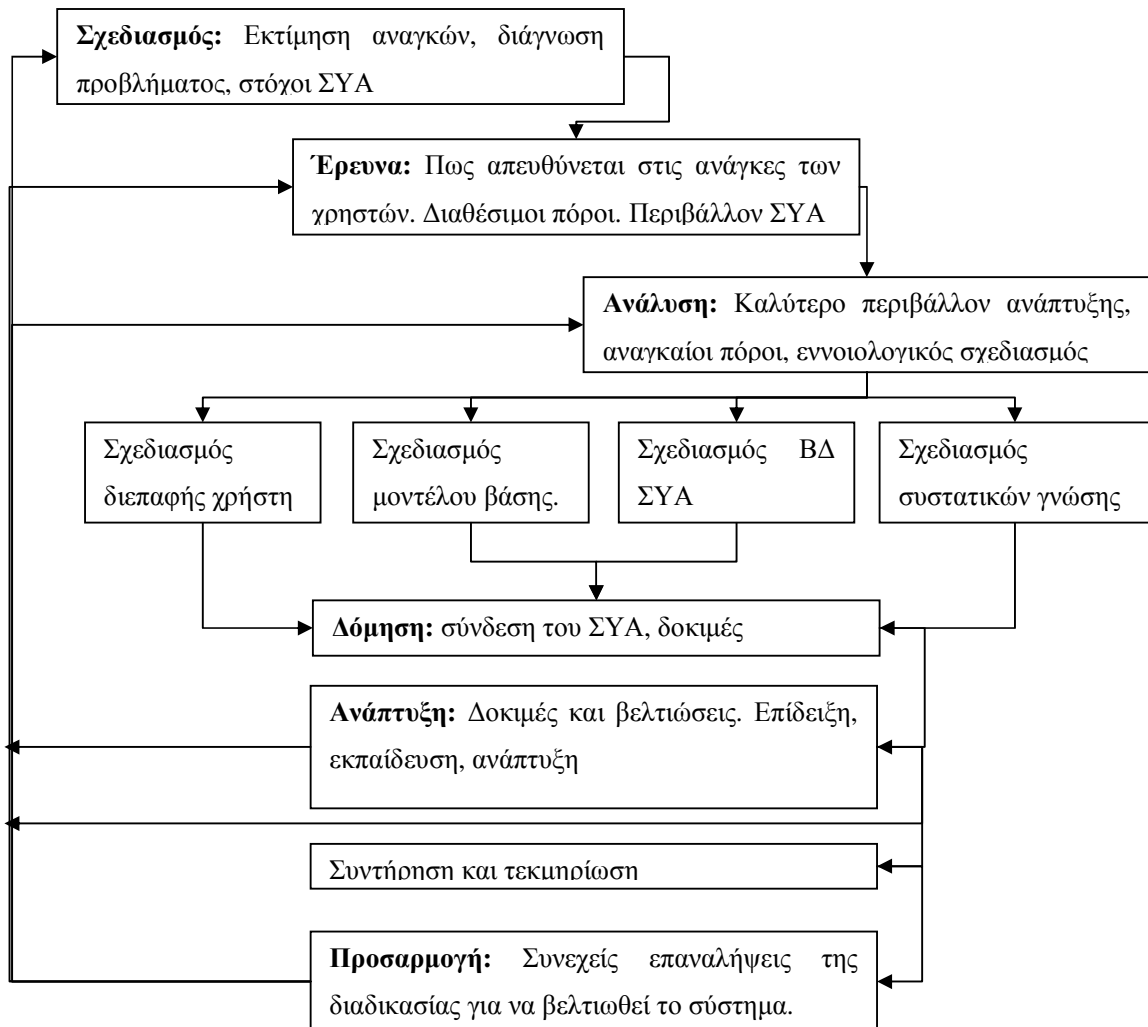 Σχεδιασμός: Εκτίμηση αναγκών, διάγνωση
προβλήματος, στόχοι ΣΥΑ
Έρευνα: Πως απευθύνεται στις ανάγκες των
χρηστών. Διαθέσιμοι πόροι. Περιβάλλον ΣΥΑ
Ανάλυση: Καλύτερο περιβάλλον ανάπτυξης,
αναγκαίοι πόροι, εννοιολογικός σχεδιασμός
Σχεδιασμός
διεπαφής χρήστη
Σχεδιασμός
μοντέλου βάσης.
Σχεδιασμός ΒΔ
ΣΥΑ
Σχεδιασμός
συστατικών γνώσης
Δόμηση: σύνδεση του ΣΥΑ, δοκιμές
Ανάπτυξη: Δοκιμές και βελτιώσεις. Επίδειξη,
εκπαίδευση, ανάπτυξη
Συντήρηση και τεκμηρίωση
Προσαρμογή: Συνεχείς επαναλήψεις της
διαδικασίας για να βελτιωθεί το σύστημα.